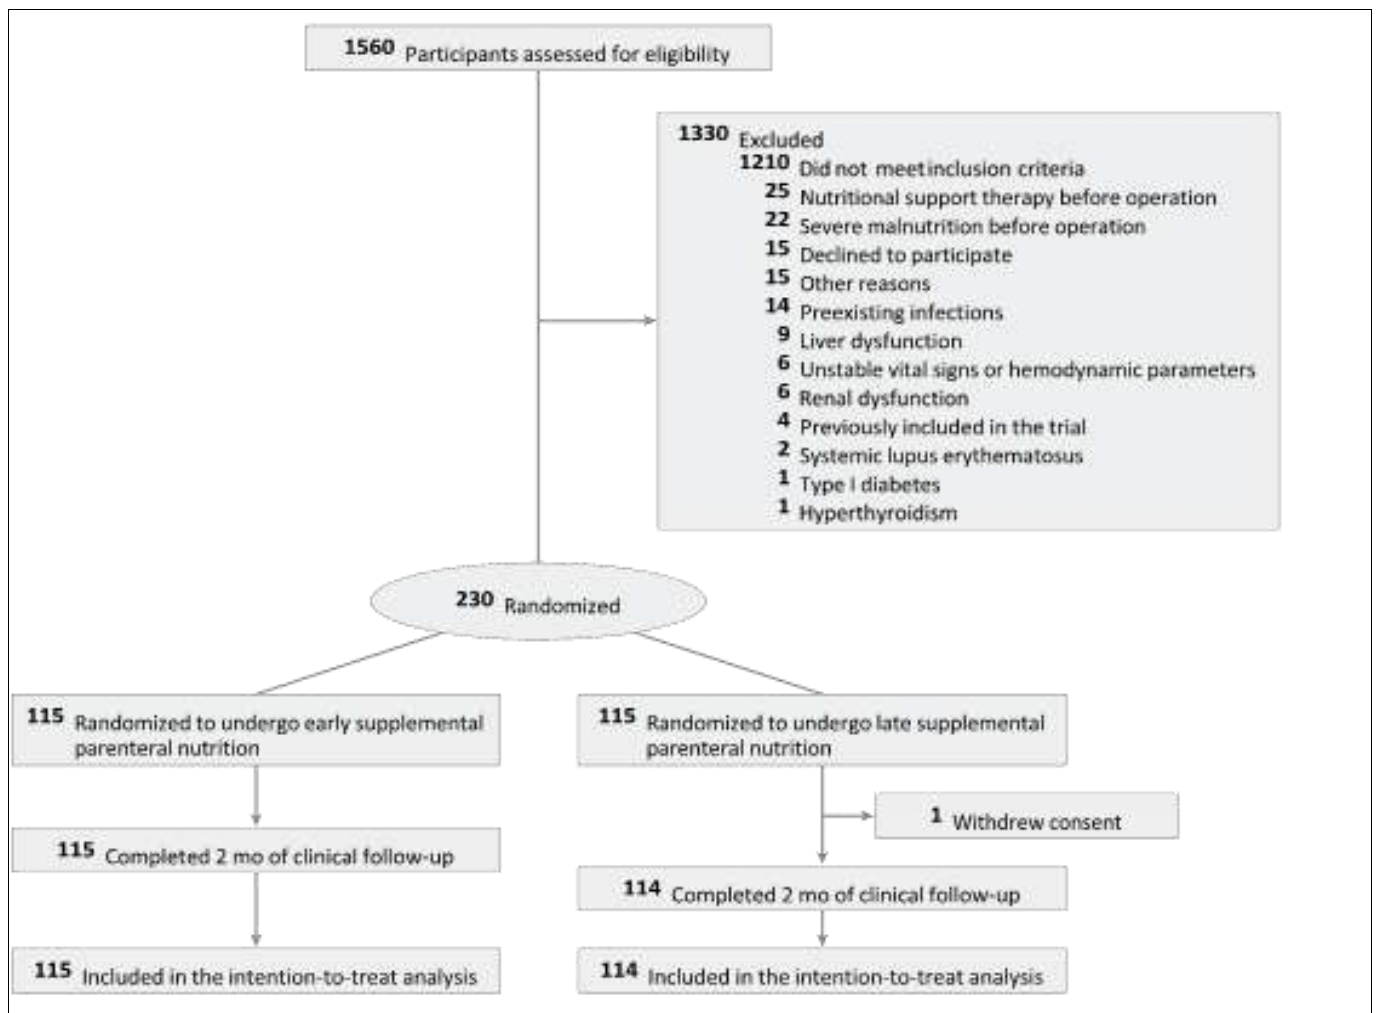 1560 Participants assessed for eligibility
1330 Excluded
1210 Did not meet inclusion criteria
25 Nutritional support therapy before operation
22 Severe malnutrition before operation
15 Declined to participate
15 Other reasons
14 Preexisting infections
9 Liver dysfunction
6 Unstable vital signs or hemodynamic parameters
6 Renal dysfunction
4 Previously included in the trial
2 Systemic lupus erythematosus
1 Type I diabetes
1 Hyperthyroidism
230 Randomized
115 Randomized to undergo early supplemental
parenteral nutrition
115 Randomized to undergo late supplemental
parenteral nutrition
1 Withdrew consent
115 Completed 2 mo of clinical follow-up
114 Completed 2 mo of clinical follow-up
115 Included in the intention-to-treat analysis
114 Included in the intention-to-treat analysis